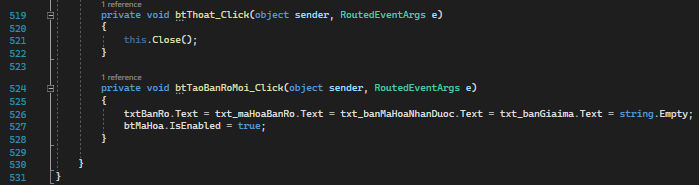 1 reference
519 private void btThoat_Click(object sender, RoutedEventArgs e)
520 {
521 this.Close();
522 }
523
1 reference
524 private void btTaoBanRoMoi_Click(object sender, RoutedEventArgs e)
525 {
526 txtBanRo.Text = txt_maHoaBanRo.Text = txt_banMaHoaNhanDuoc.Text = txt_banGiaima.Text = string.Empty;
527 btMaHoa.IsEnabled = true;
528 }
529
530 }
531 }